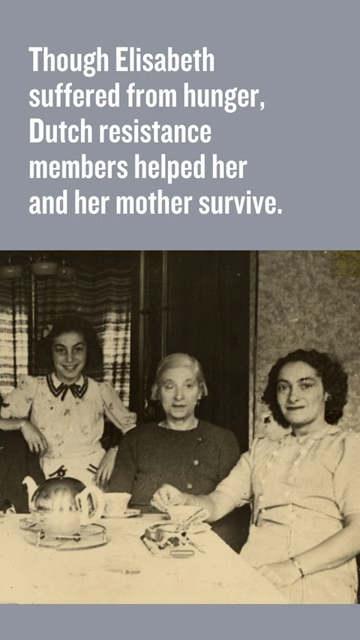 Though Elisabeth
suffered from hunger,
Dutch resistance
members helped her
and her mother survive.